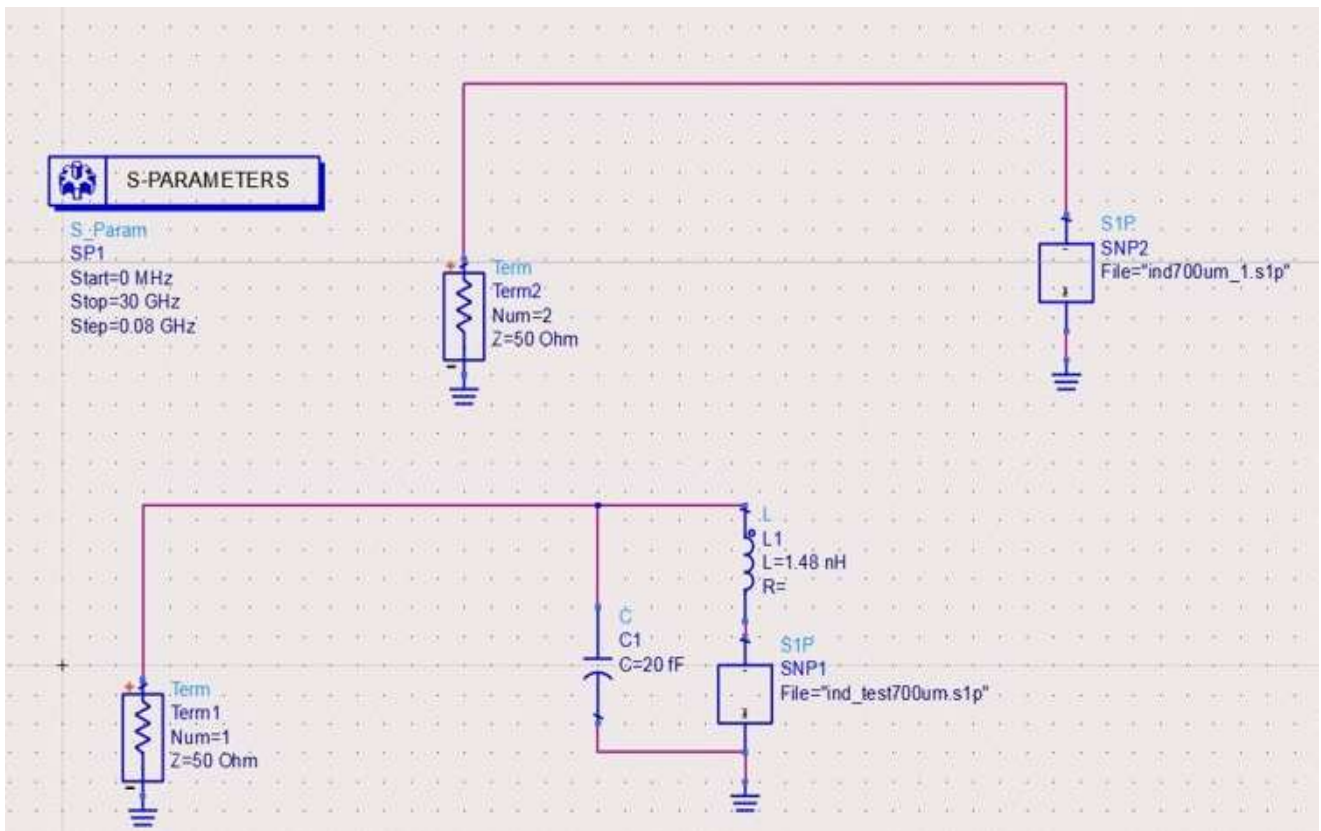 S-PARAMETERS
S_Param
SP1
Start=0 MHz
Stop=30 GHz
Step=0.08 GHz
Term
Term2
Num=2
Z=50 Ohm
S1P
SNP2
File="ind700um_1.s1p"
L
L1
L=1.48 nH
R=
C
C1
C=20 fF
S1P
SNP1
File="ind_test700um.s1p"
Term
Term1
Num=1
Z=50 Ohm